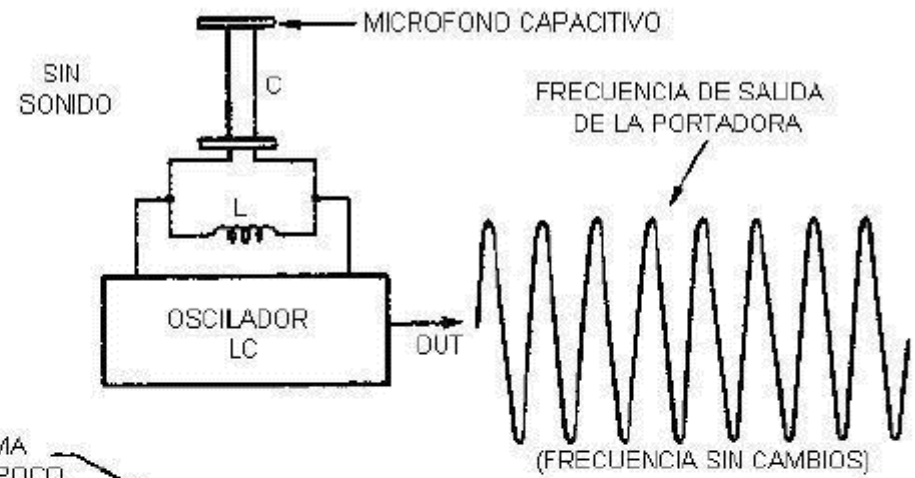 MICROFOND CAPACITIVO
SIN
SONIDO
C
FRECUENCIA DE SALIDA
DE LA PORTADORA
L
OSCILADOR
LC
OUT
(FRECUENCIA SIN CAMBIOS)